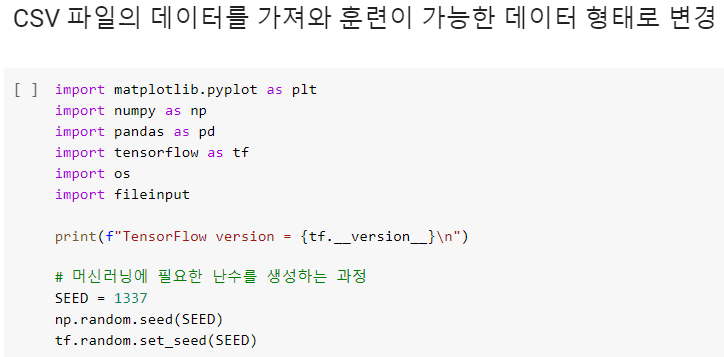 CSV 파일의 데이터를 가져와 훈련이 가능한 데이터 형태로 변경
[ ] import matplotlib.pyplot as plt
import numpy as np
import pandas as pd
import tensorflow as tf
import os
import fileinput
print(f"TensorFlow version = {tf.__version__}\n")
# 머신러닝에 필요한 난수를 생성하는 과정
SEED = 1337
np.random.seed(SEED)
tf.random.set_seed(SEED)